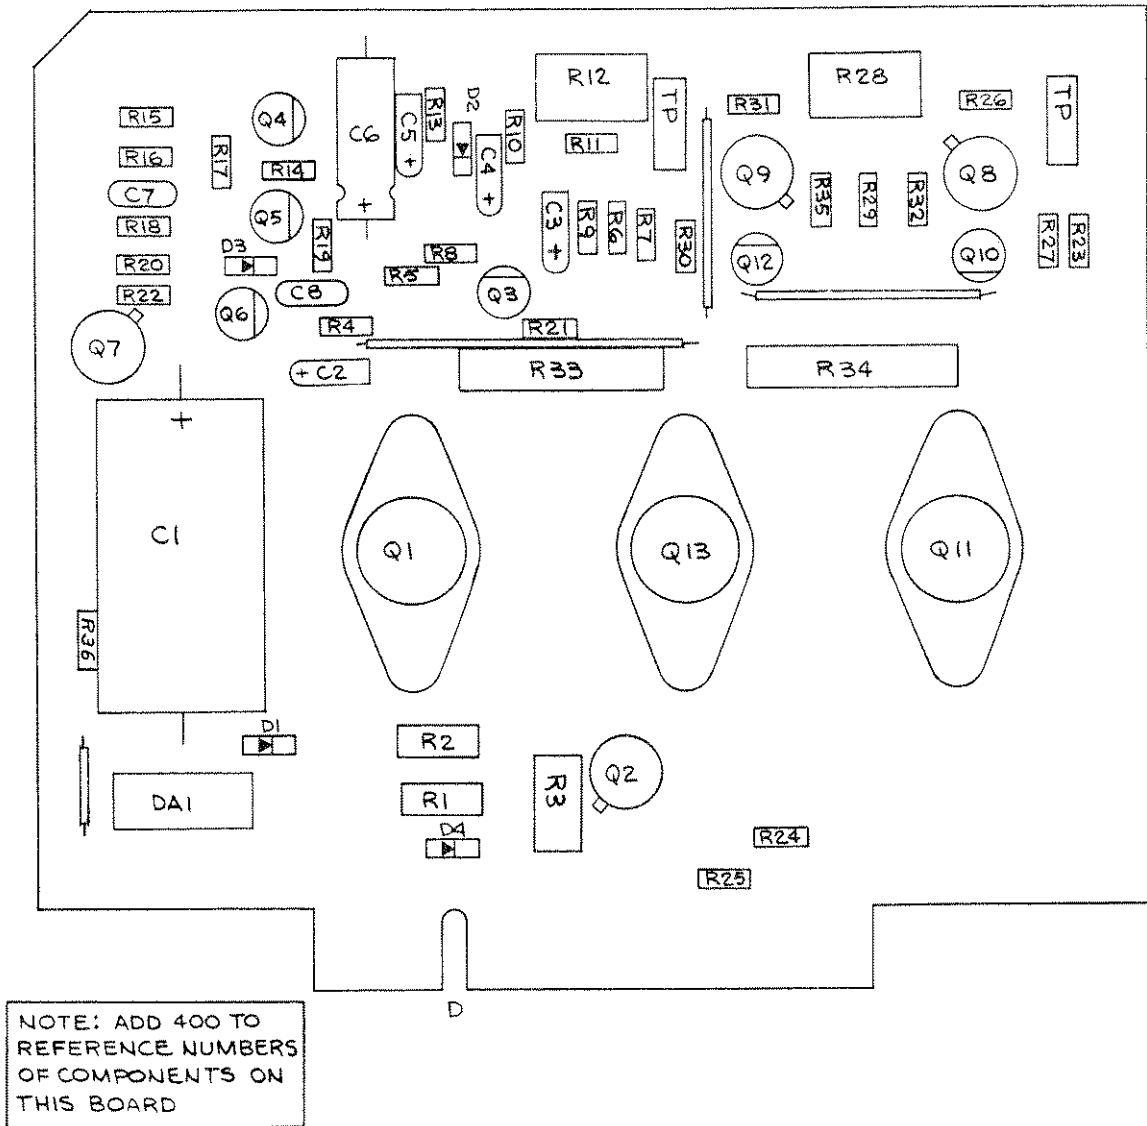 R12
R28
R15
Q4
C6
C5 +
R13
D2
R10
TP
R31
R26
TP
R16
R17
R14
C4 +
R11
Q9
Q8
C7
Q5
+
R18
R19
C3 +
R9
R6
R7
R30
R35
R29
R32
R27
R23
D3
R20
R8
R5
Q12
Q10
R22
C8
Q3
Q6
R4
R21
Q7
+ C2
R33
R34
+
C1
Q1
Q13
Q11
R36
D1
R2
R3
Q2
DA1
R1
D4
R24
R25
D
NOTE: ADD 400 TO
REFERENCE NUMBERS
OF COMPONENTS ON
THIS BOARD